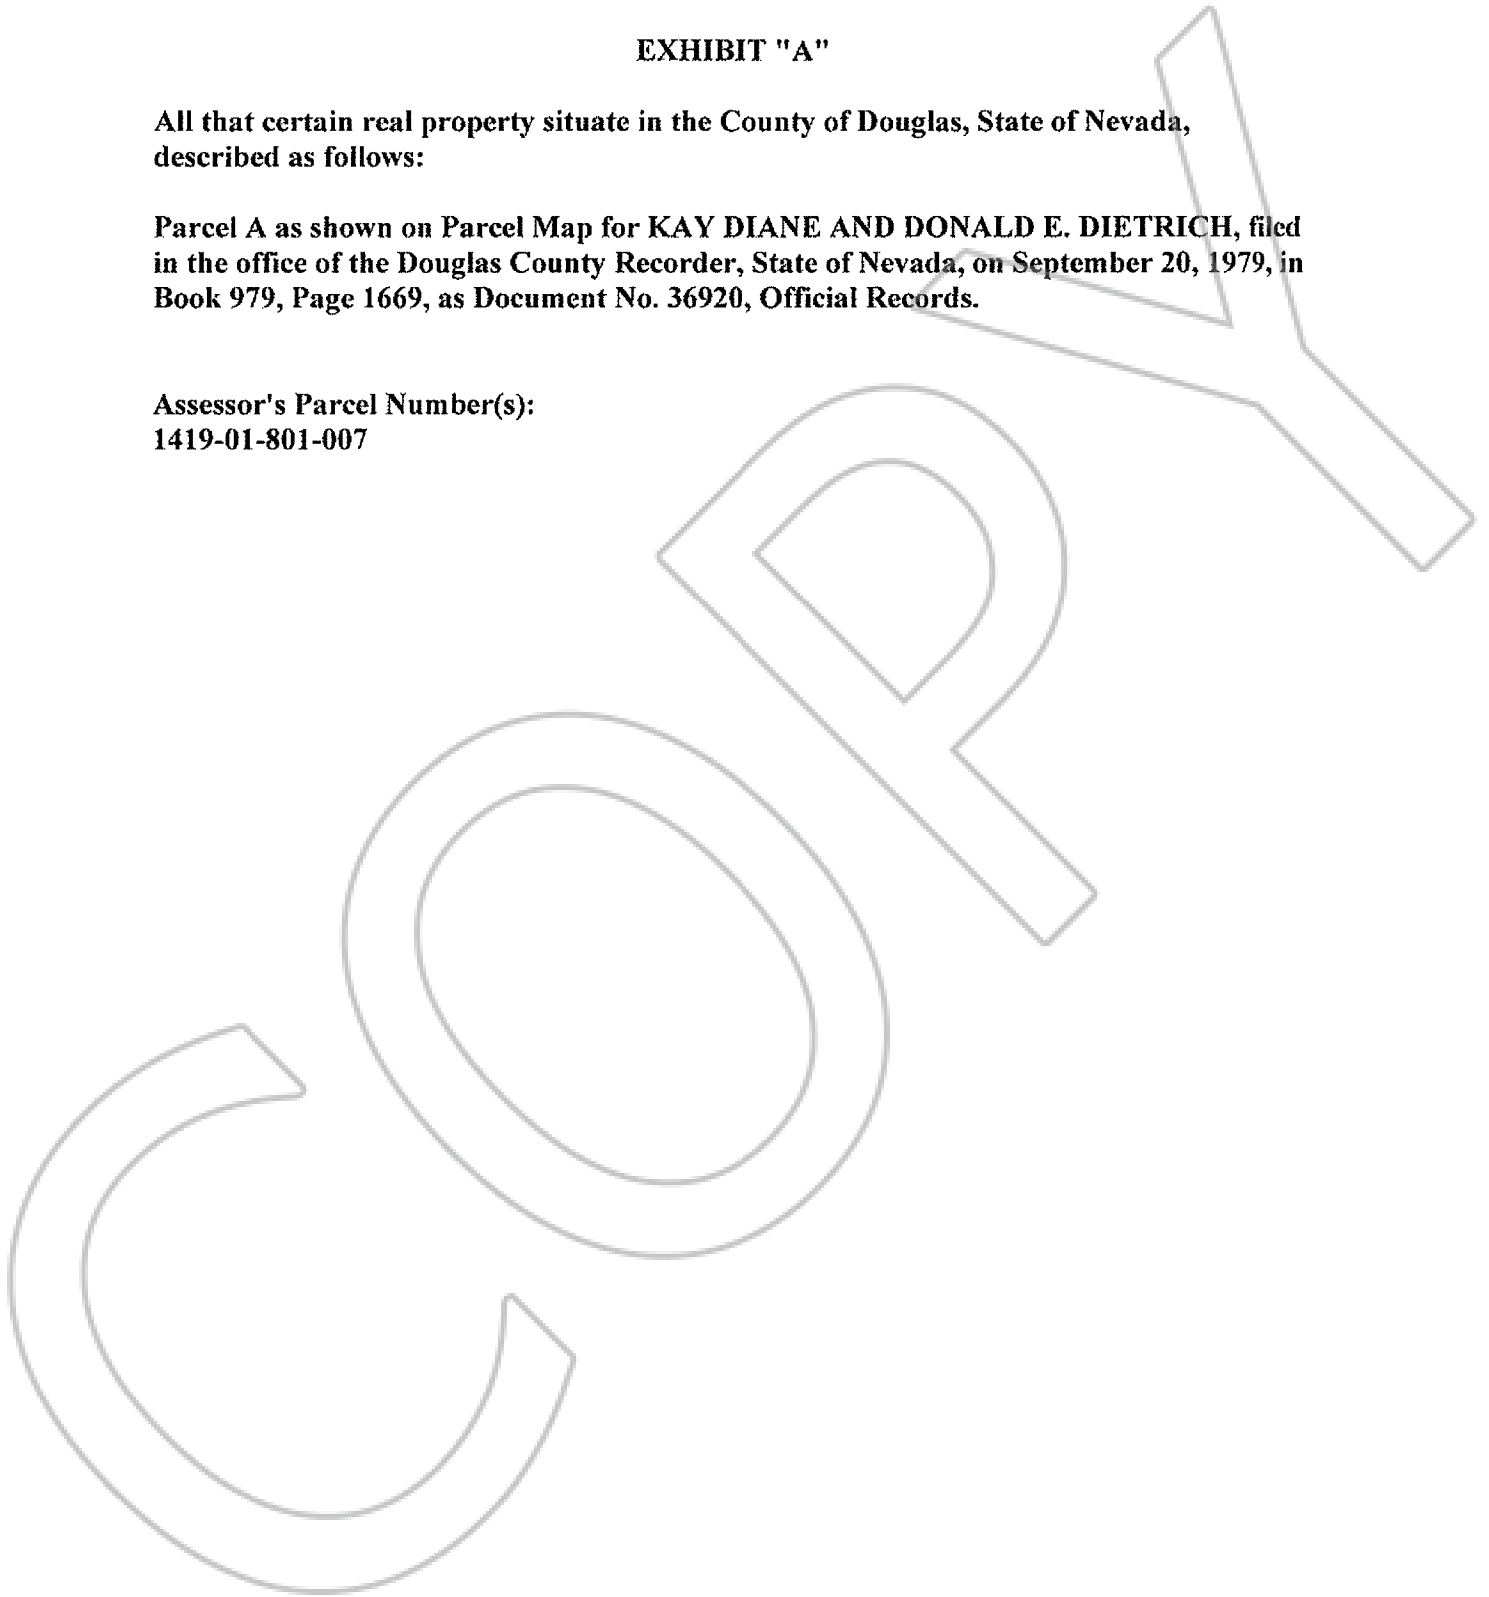 EXHIBIT "A"
All that certain real property situate in the County of Douglas, State of Nevada,
described as follows:
Parcel A as shown on Parcel Map for KAY DIANE AND DONALD E. DIETRICH, filed
in the office of the Douglas County Recorder, State of Nevada, on September 20, 1979, in
Book 979, Page 1669, as Document No. 36920, Official Records.
Assessor's Parcel Number(s):
1419-01-801-007
COPY